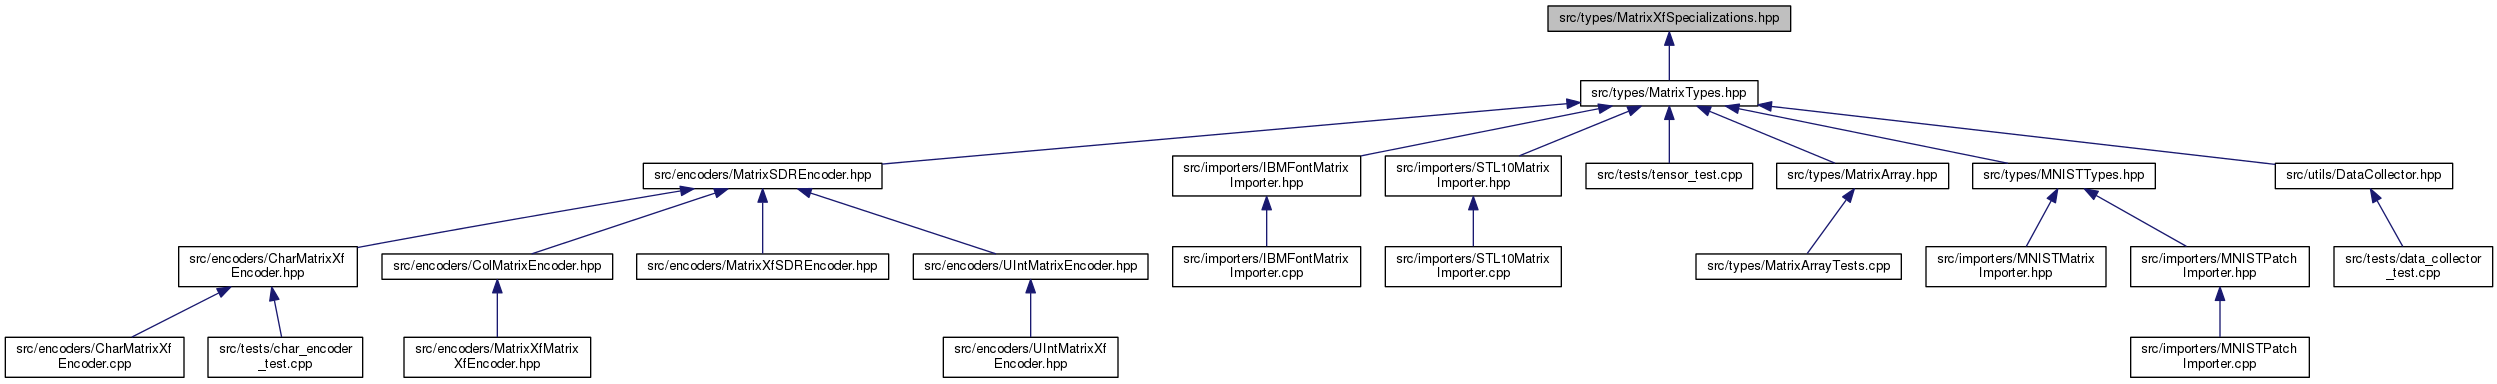 src/types/MatrixXfSpecializations.hpp
src/types/MatrixTypes.hpp
src/encoders/MatrixSDREncoder.hpp
src/importers/IBMFontMatrix
Importer.hpp
src/importers/STL10Matrix
Importer.hpp
src/tests/tensor_test.cpp
src/types/MatrixArray.hpp
src/types/MNISTTypes.hpp
src/utils/DataCollector.hpp
src/encoders/CharMatrixXf
Encoder.hpp
src/encoders/ColMatrixEncoder.hpp
src/encoders/MatrixXfSDREncoder.hpp
src/encoders/UIntMatrixEncoder.hpp
src/importers/IBMFontMatrix
Importer.cpp
src/importers/STL10Matrix
Importer.cpp
src/types/MatrixArrayTests.cpp
src/importers/MNISTMatrix
Importer.hpp
src/importers/MNISTPatch
Importer.hpp
src/tests/data_collector
_test.cpp
src/encoders/CharMatrixXf
Encoder.cpp
src/tests/char_encoder
_test.cpp
src/encoders/MatrixXfMatrix
XfEncoder.hpp
src/encoders/UIntMatrixXf
Encoder.hpp
src/importers/MNISTPatch
Importer.cpp